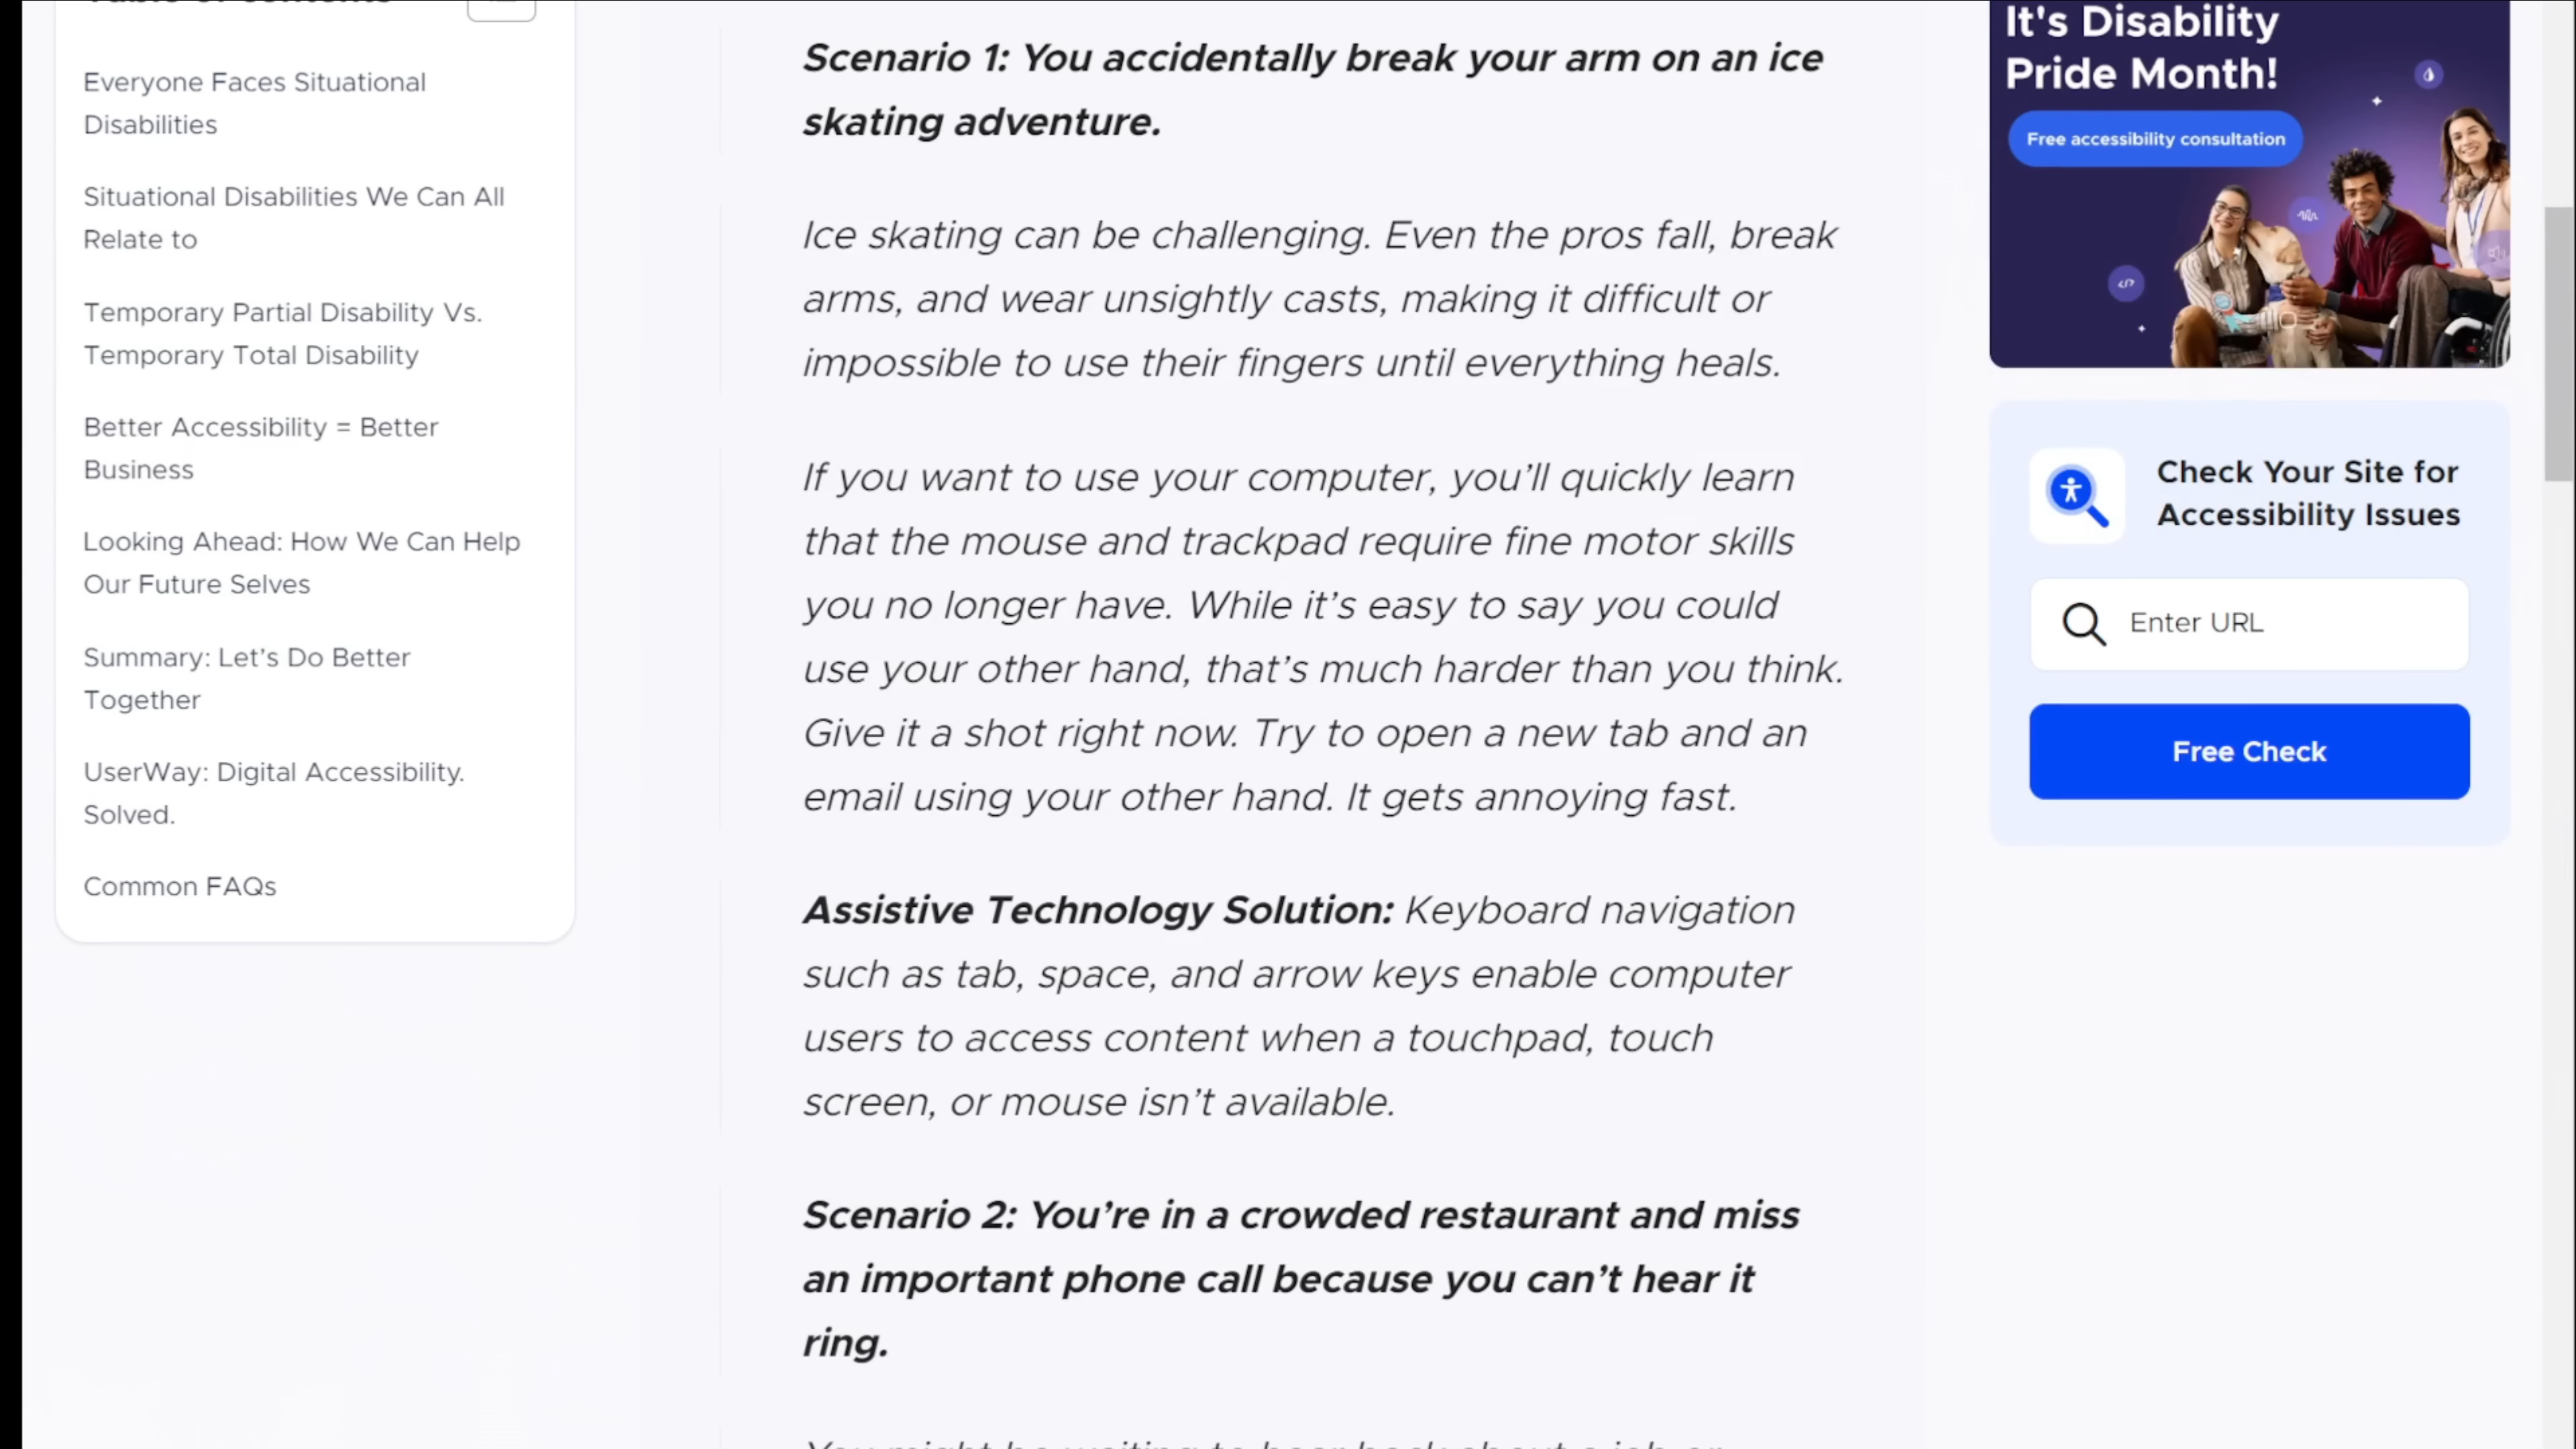 Everyone Faces Situational
Disabilities
Situational Disabilities We Can All
Relate to
Temporary Partial Disability Vs.
Temporary Total Disability
Better Accessibility = Better
Business
Looking Ahead: How We Can Help
Our Future Selves
Summary: Let’s Do Better
Together
UserWay: Digital Accessibility.
Solved.
Common FAQs
Scenario 1: You accidentally break your arm on an ice
skating adventure.
Ice skating can be challenging. Even the pros fall, break
arms, and wear unsightly casts, making it difficult or
impossible to use their fingers until everything heals.
If you want to use your computer, you’ll quickly learn
that the mouse and trackpad require fine motor skills
you no longer have. While it’s easy to say you could
use your other hand, that’s much harder than you think.
Give it a shot right now. Try to open a new tab and an
email using your other hand. It gets annoying fast.
Assistive Technology Solution: Keyboard navigation
such as tab, space, and arrow keys enable computer
users to access content when a touchpad, touch
screen, or mouse isn’t available.
Scenario 2: You’re in a crowded restaurant and miss
an important phone call because you can’t hear it
ring.
It's Disability
Pride Month!
Free accessibility consultation
Check Your Site for
Accessibility Issues
Enter URL
Free Check